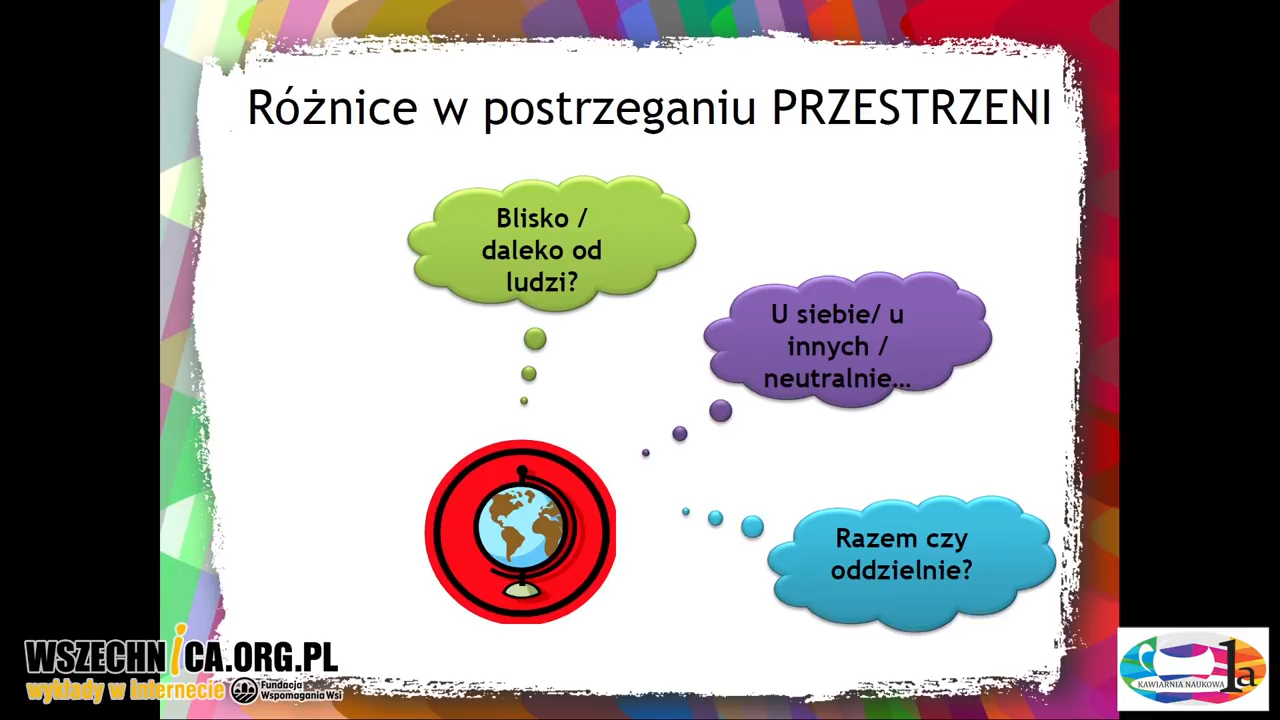 Różnice w postrzeganiu PRZESTRZENI
Blisko /
daleko od
ludzi?
U siebie/ u
innych /
neutralnie…
Razem czy
oddzielnie?
WSZECHNICA.ORG.PL
wykłady w internecie
Fundacja
Wspomagania Wsi
KAWIARNIA NAUKOWA 1a